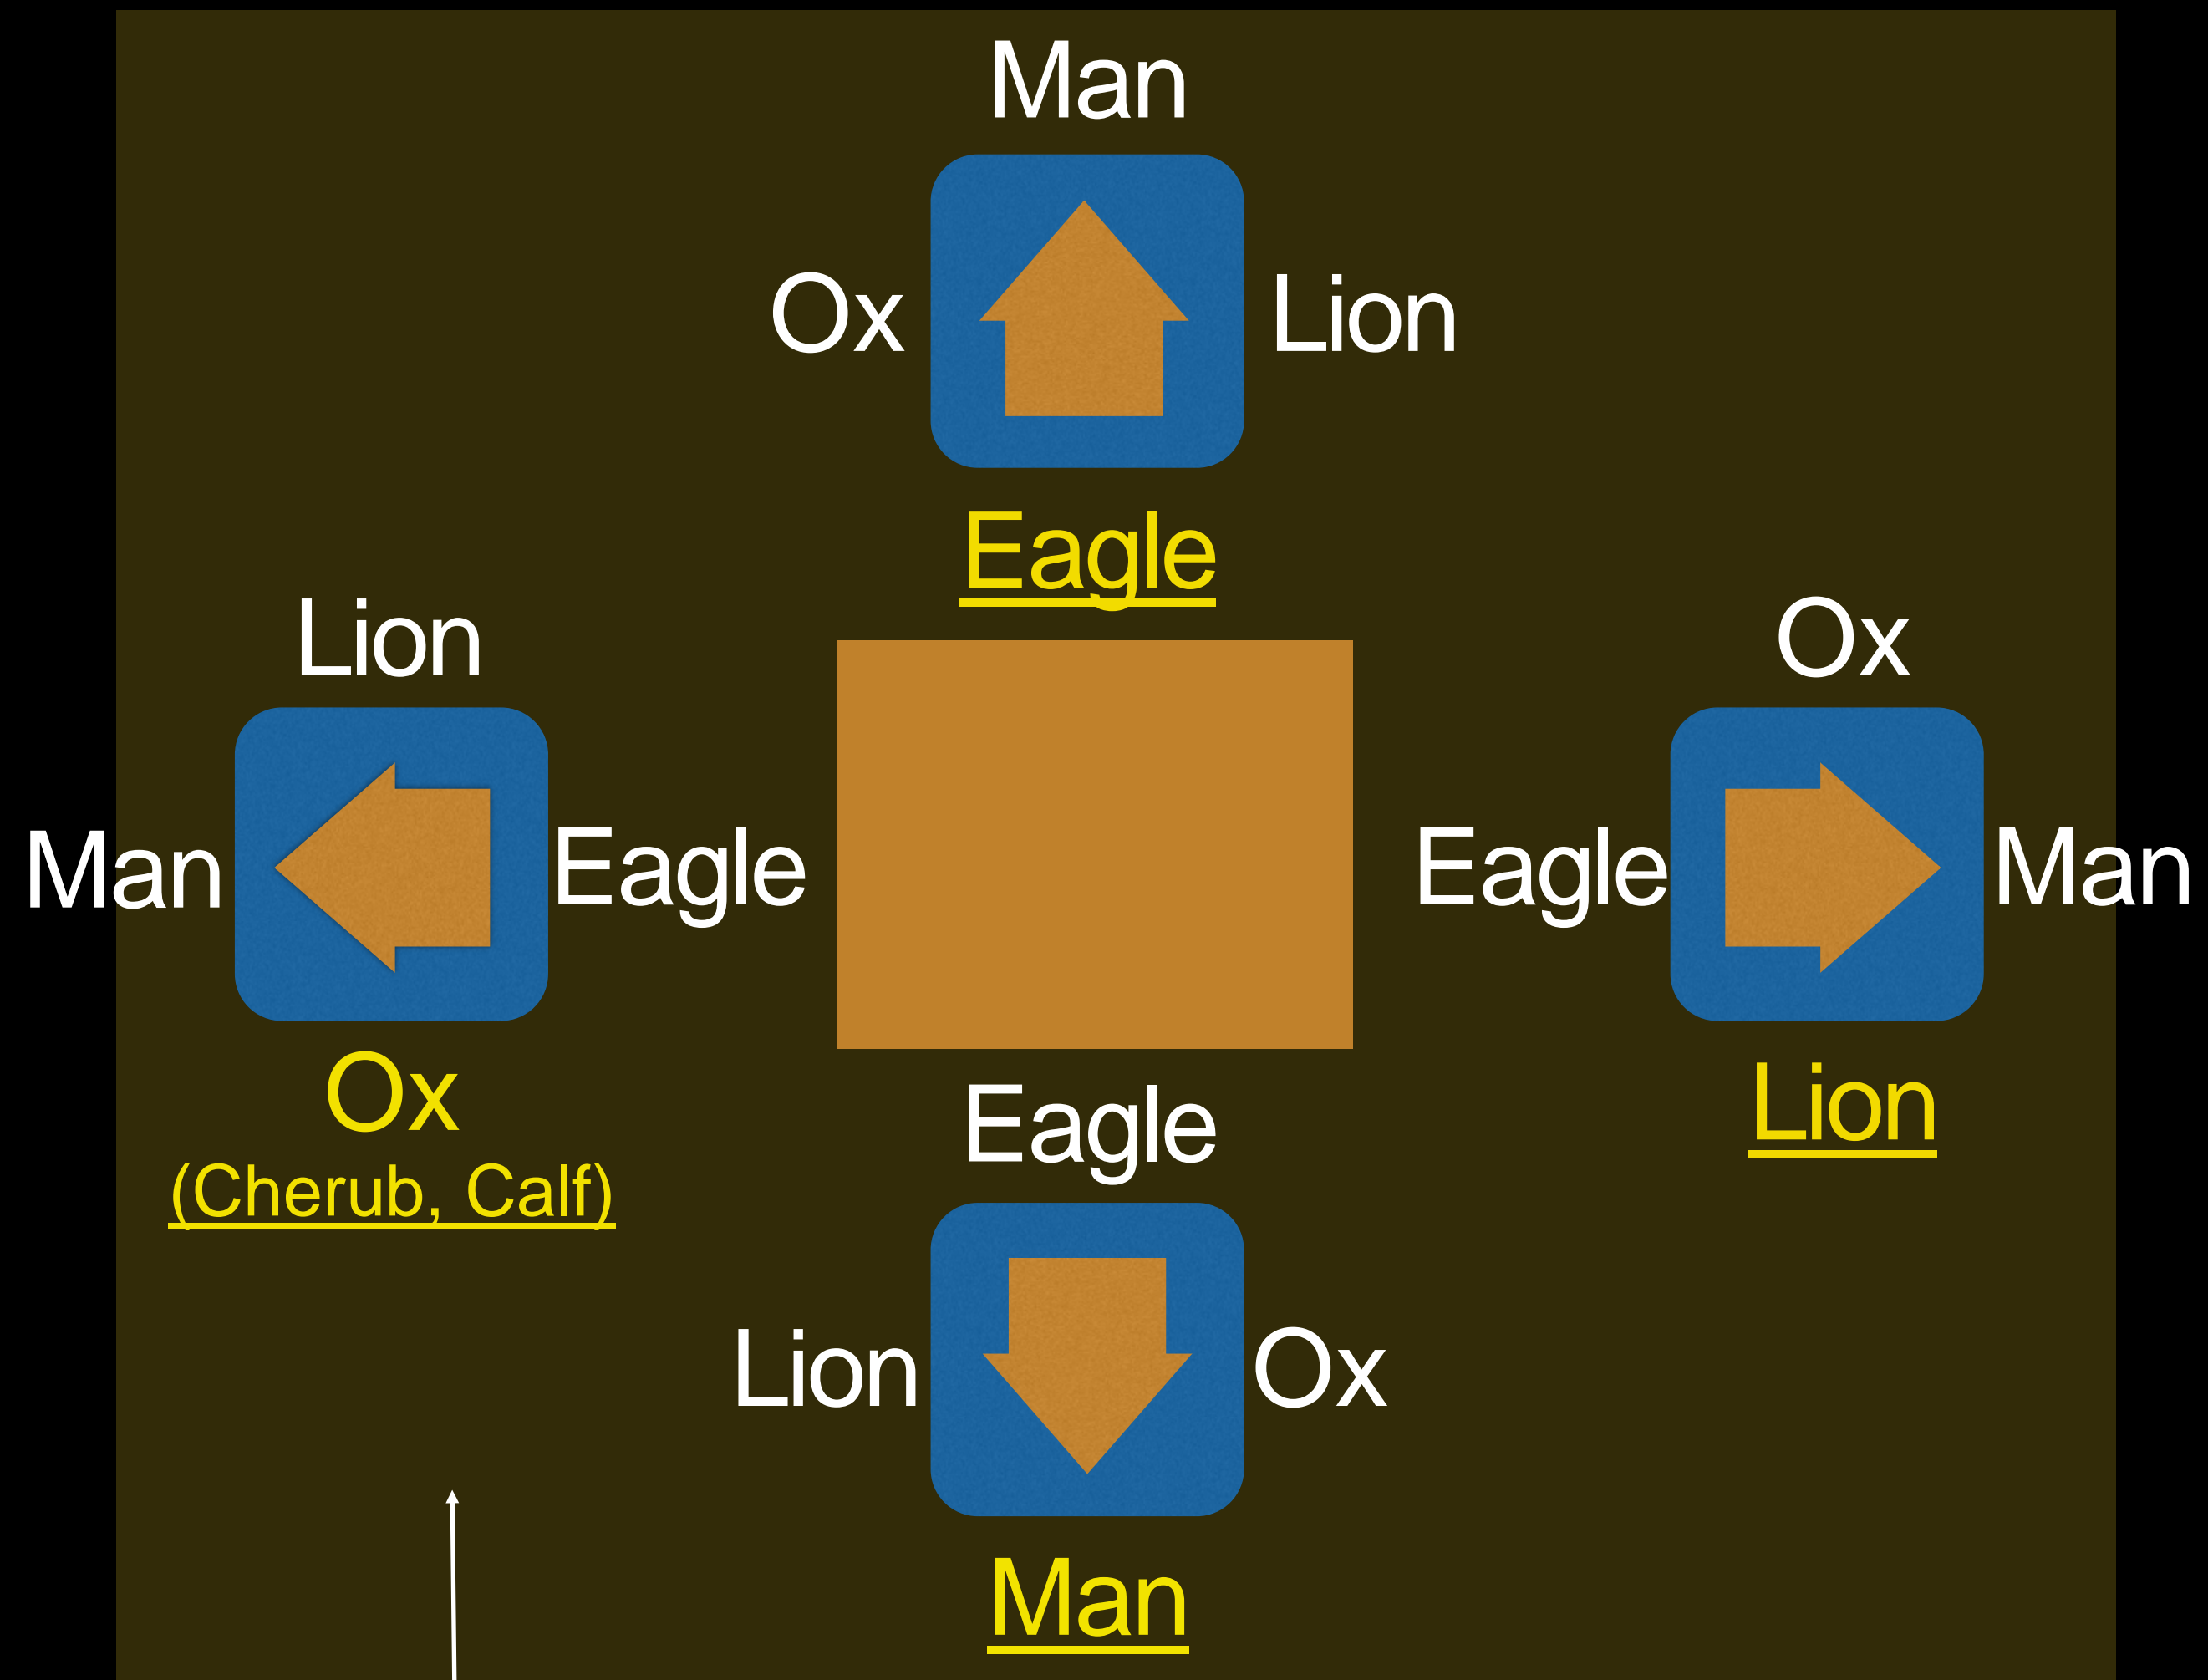 Man
Ox Lion
Eagle
Lion Ox
Man Eagle Eagle Man
Ox
(Cherub, Calf)
Lion
Eagle
Lion Ox
Man